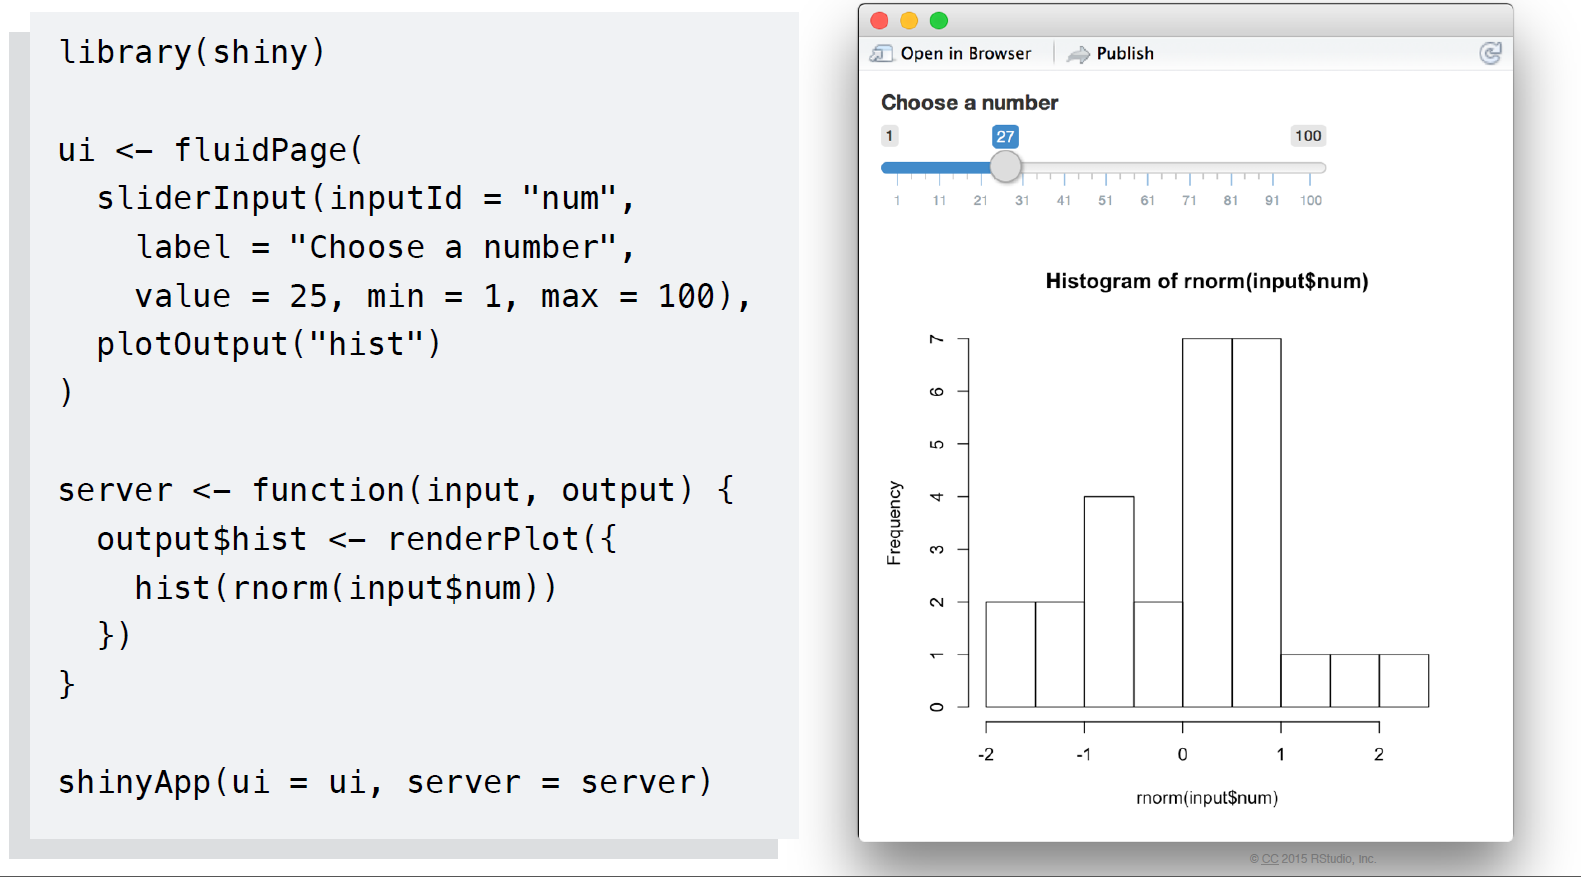 library(shiny)
ui <- fluidPage(
  sliderInput(inputId = "num",
    label = "Choose a number",
    value = 25, min = 1, max = 100),
  plotOutput("hist")
)
server <- function(input, output) {
  output$hist <- renderPlot({
    hist(rnorm(input$num))
  })
}
shinyApp(ui = ui, server = server)
Open in Browser Publish
Choose a number
1 27 100
1 11 21 31 41 51 61 71 81 91 100
Histogram of rnorm(input$num)
Frequency
7
6
5
4
3
2
1
0
-2 -1 0 1 2
rnorm(input$num)
© CC 2015 RStudio, Inc.